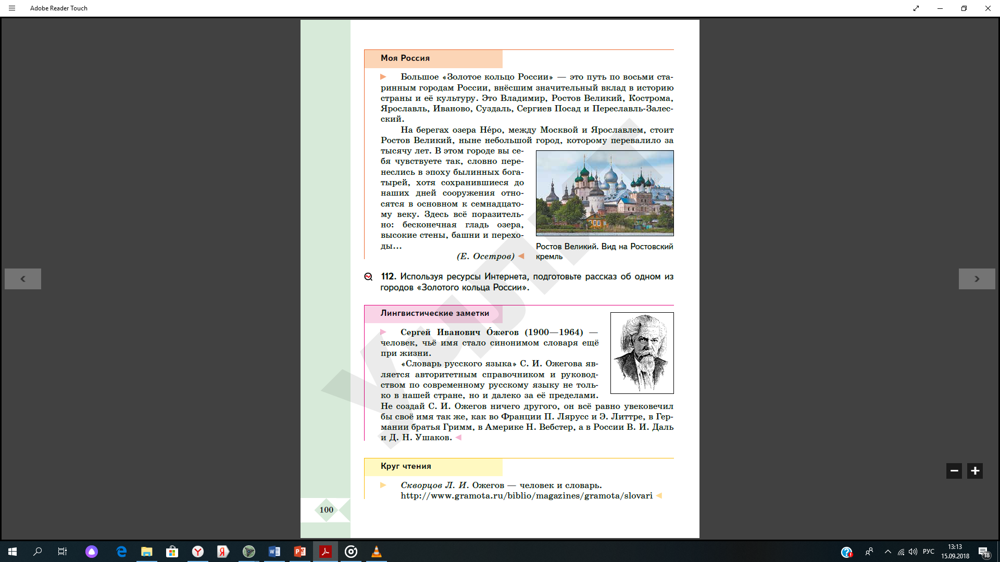 Adobe Reader Touch
Моя Россия
Большое «Золотое кольцо России» — это путь по восьми ста-
ринным городам России, внёсшим значительный вклад в историю
страны и её культуру. Это Владимир, Ростов Великий, Кострома,
Ярославль, Иваново, Суздаль, Сергиев Посад и Переславль-Залес-
ский.
На берегах озера Не́ро, между Москвой и Ярославлем, стоит
Ростов Великий, ныне небольшой город, которому перевалило за
тысячу лет. В этом городе вы се-
бя чувствуете так, словно пере-
неслись в эпоху былинных бога-
тырей, хотя сохранившиеся до
наших дней сооружения отно-
сятся в основном к семнадцато-
му веку. Здесь всё поразитель-
но: бесконечная гладь озера,
высокие стены, башни и перехо-
ды...
(Е. Осетров)
Ростов Великий. Вид на Ростовский
кремль
112. Используя ресурсы Интернета, подготовьте рассказ об одном из
городов «Золотого кольца России».
Лингвистические заметки
Сергей Иванович О́жегов (1900—1964) —
человек, чьё имя стало синонимом словаря ещё
при жизни.
«Словарь русского языка» С. И. Ожегова яв-
ляется авторитетным справочником и руковод-
ством по современному русскому языку не толь-
ко в нашей стране, но и далеко за её пределами.
Не создай С. И. Ожегов ничего другого, он всё равно увековечил
бы своё имя так же, как во Франции П. Лярусс и Э. Литтре, в Гер-
мании братья Гримм, в Америке Н. Вебстер, а в России В. И. Даль
и Д. Н. Ушаков.
Круг чтения
Скворцов Л. И. Ожегов — человек и словарь.
http://www.gramota.ru/biblio/magazines/gramota/slovari
100
Учлит
РУС
13:13
15.09.2018
18